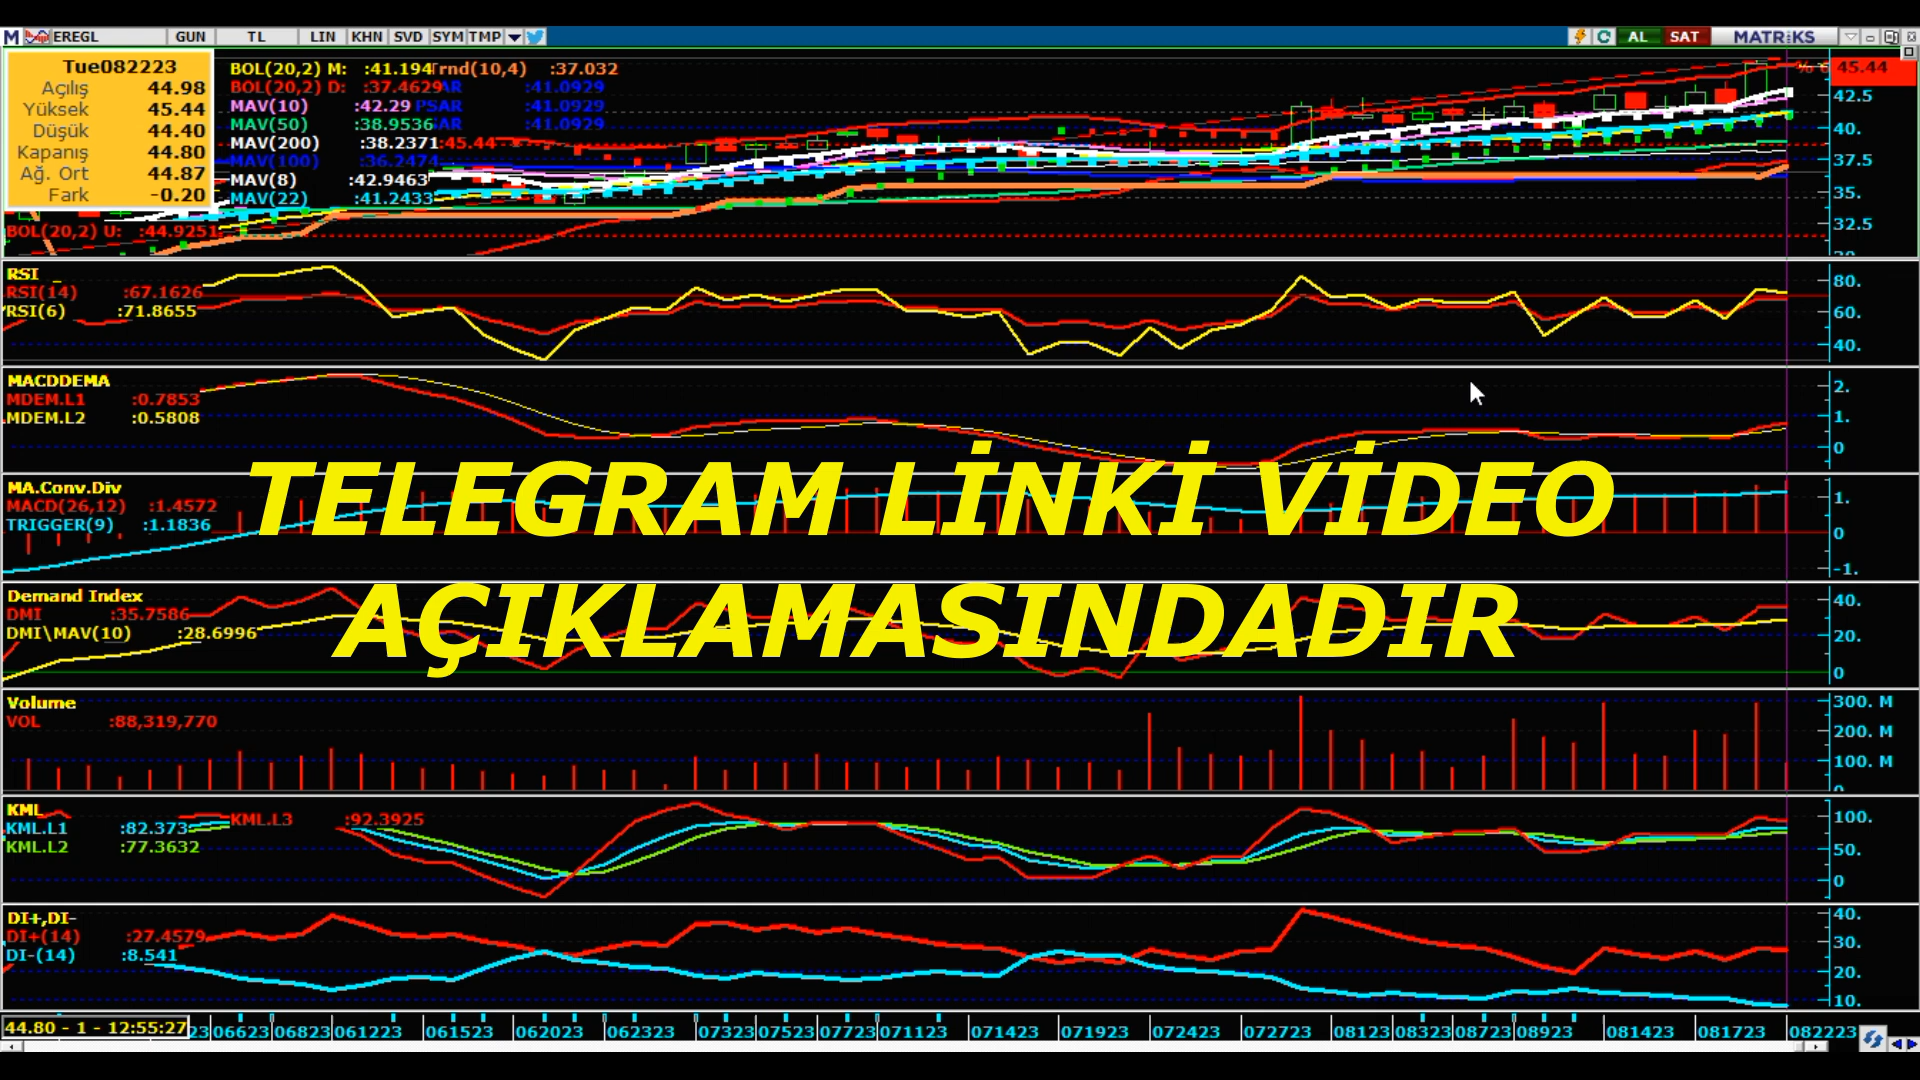 M EREGL GUN TL LIN KHN SVD SYM TMP AL SAT MATRİKS
Tue082223
Açılış 44.98
Yüksek 45.44
Düşük 44.40
Kapanış 44.80
Ağ. Ort 44.87
Fark -0.20
BOL(20,2) M: :41.194
Trnd(10,4) :37.032
BOL(20,2) D: :37.4629
AR :41.0929
MAV(10) :42.29
PSAR :41.0929
MAV(50) :38.9536
SAR :41.0929
MAV(200) :38.2371
:45.44
MAV(100) :36.2474
MAV(8) :42.9463
MAV(22) :41.2433
BOL(20,2) U: :44.9251
45.44
42.5
40.
37.5
35.
32.5
RSI
RSI(14) :67.1626
RSI(6) :71.8655
80.
60.
40.
MACDDEMA
MDEM.L1 :0.7853
MDEM.L2 :0.5808
2.
1.
0
TELEGRAM LİNKİ VİDEO
AÇIKLAMASINDADIR
MA.Conv.Div
MACD(26,12) :1.4572
TRIGGER(9) :1.1836
1.
0
-1.
Demand Index
DMI :35.7586
DMI\MAV(10) :28.6996
40.
20.
0
Volume
VOL :88,319,770
300. M
200. M
100. M
0
KML
KML.L3 :92.3925
KML.L1 :82.373
KML.L2 :77.3632
100.
50.
0
DI+,DI-
DI+(14) :27.4579
DI-(14) :8.541
40.
30.
20.
10.
44.80 - 1 - 12:55:27 23 06623 06823 061223 061523 062023 062323 07323 07523 07723 071123 071423 071923 072423 072723 08123 08323 08723 08923 081423 081723 082223